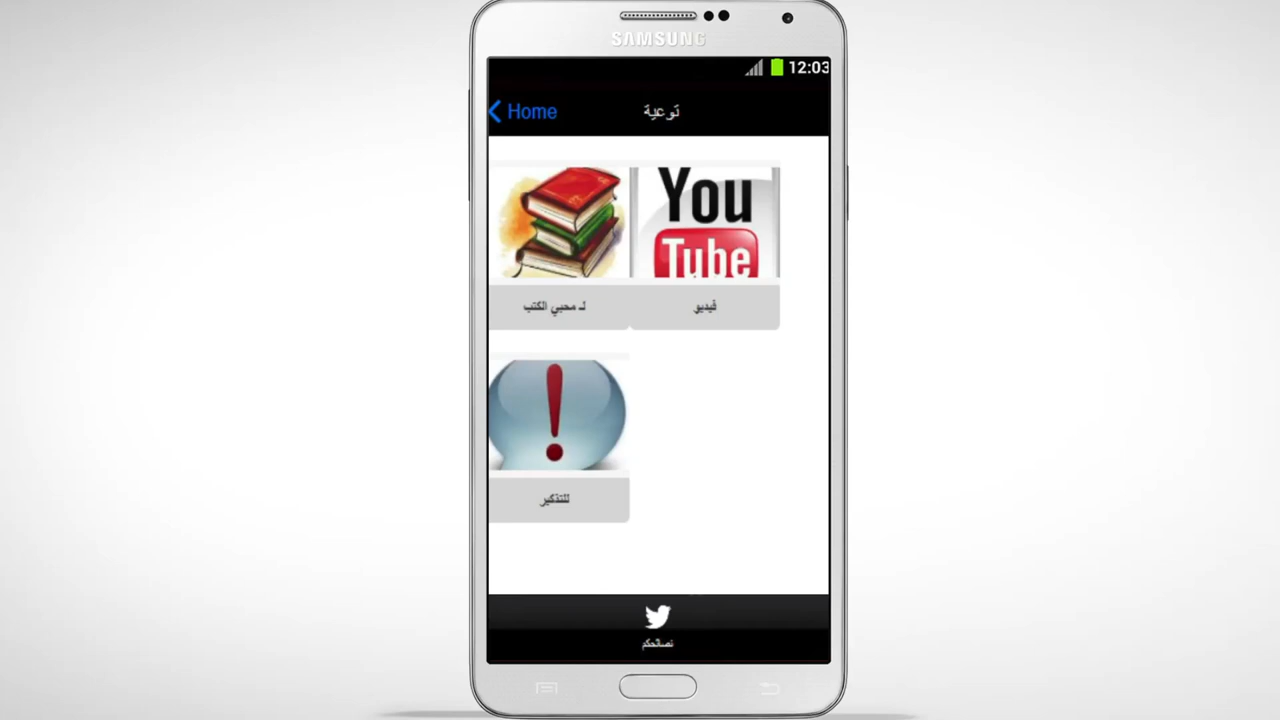 SAMSUNG
12:03
Home
توعية
You
Tube
لـ محبي الكتب
فيديو
للتذكير
نصائحكم